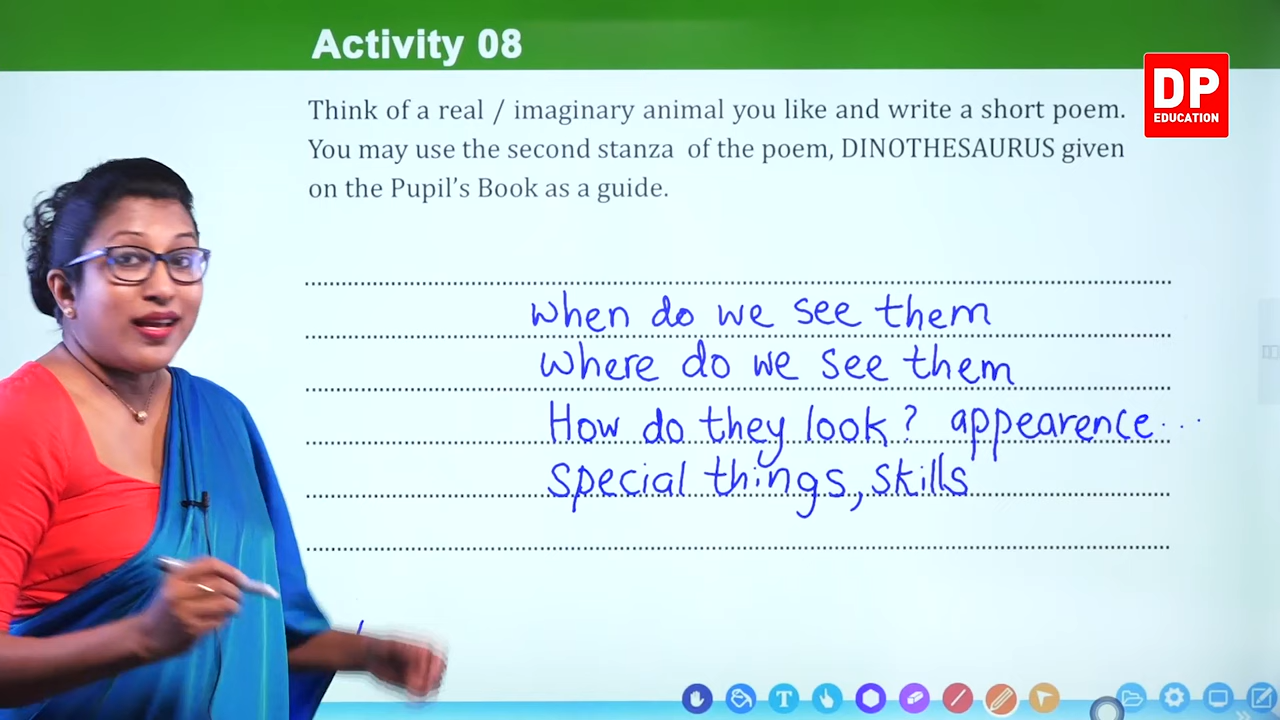 Activity 08
DP
EDUCATION
Think of a real / imaginary animal you like and write a short poem.
You may use the second stanza of the poem, DINOTHESAURUS given
on the Pupil's Book as a guide.
when do we see them
where do we see them
How do they look? appearence...
special things, skills
T